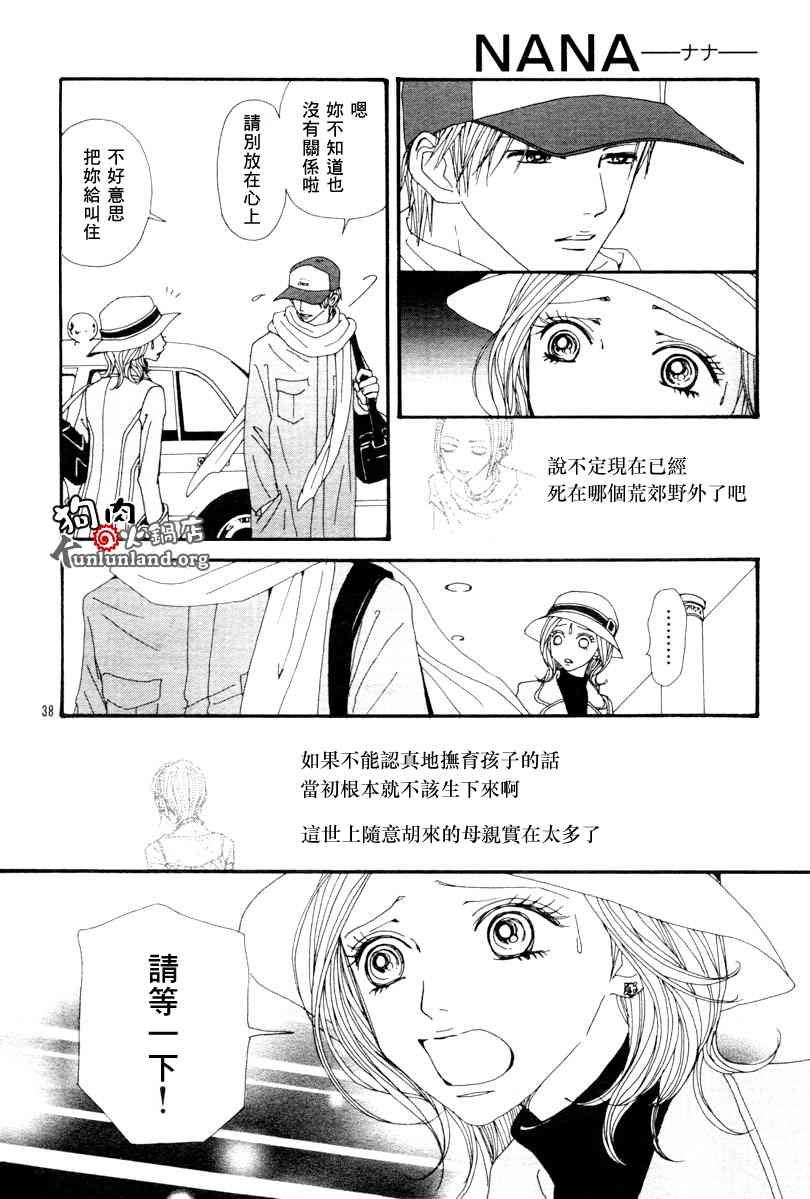 NANA——ナナ——
嗯
妳不知道也
沒有關係啦
請別放在心上
不好意思
把妳給叫住
說不定現在已經
死在哪個荒郊野外了吧
狗肉
火鍋店
Kunlunland.org
………
38
如果不能認真地撫育孩子的話
當初根本就不該生下來啊
這世上隨意胡來的母親實在太多了
請等一下！